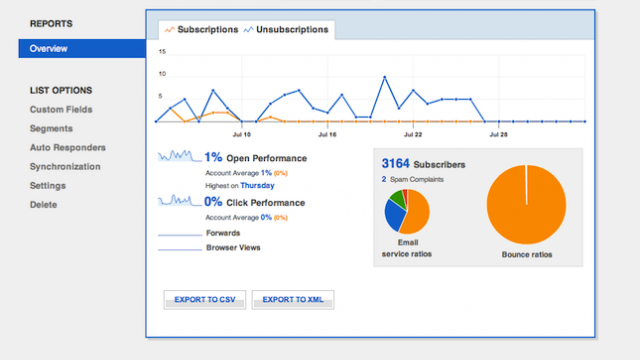 REPORTS
Overview
LIST OPTIONS
Custom Fields
Segments
Auto Responders
Synchronization
Settings
Delete
Subscriptions Unsubscriptions
15
10
5
Jul 10 Jul 16 Jul 22 Jul 28
1% Open Performance
Account Average 1% (0%)
Highest on Thursday
0% Click Performance
Account Average 0% (0%)
Forwards
Browser Views
3164 Subscribers
2 Spam Complaints
Email
service ratios
Bounce ratios
EXPORT TO CSV EXPORT TO XML